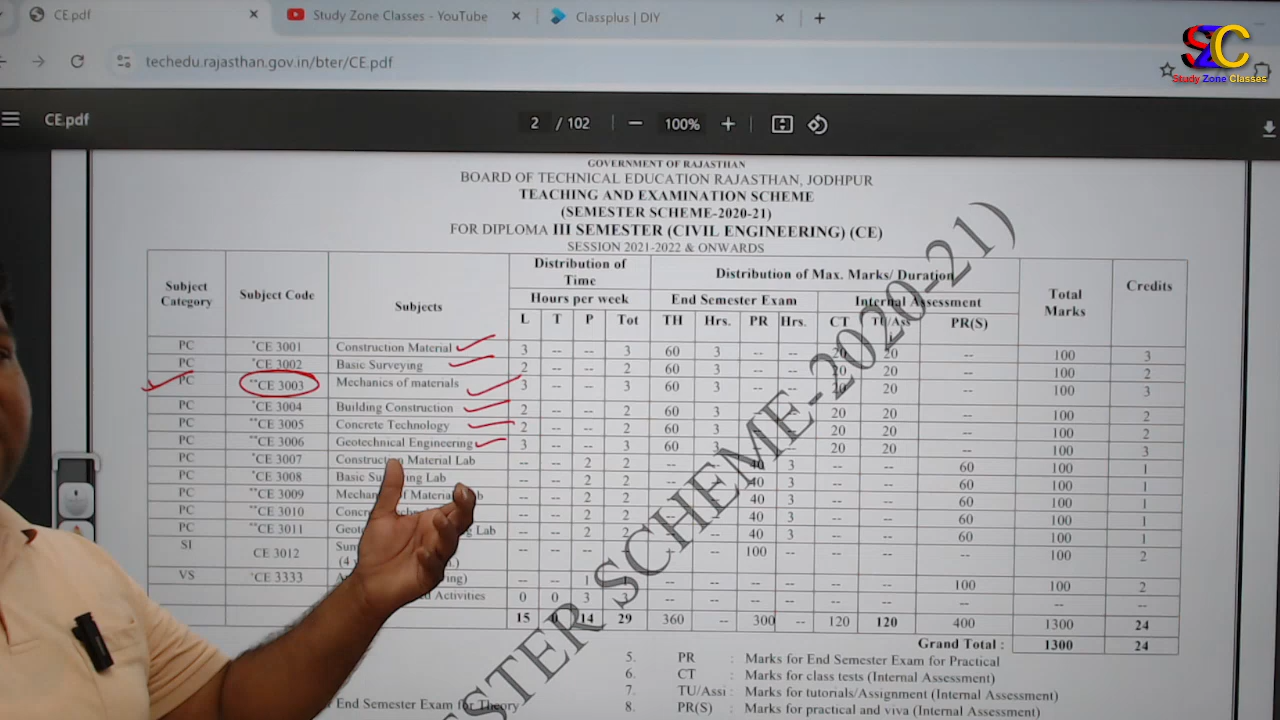 CE.pdf
Study Zone Classes - YouTube
Classplus | DIY
SZC
Study Zone Classes
techedu.rajasthan.gov.in/bter/CE.pdf
CE.pdf 2 / 102 100%
GOVERNMENT OF RAJASTHAN
BOARD OF TECHNICAL EDUCATION RAJASTHAN, JODHPUR
TEACHING AND EXAMINATION SCHEME
(SEMESTER SCHEME-2020-21)
FOR DIPLOMA III SEMESTER (CIVIL ENGINEERING) (CE)
SESSION 2021-2022 & ONWARDS
Subject Category Subject Code Subjects Distribution of Time Distribution of Max. Marks/ Duration Total Marks Credits
Hours per week End Semester Exam Internal Assessment
L T P Tot TH Hrs. PR Hrs. CT TU/Ass PR(S)
PC *CE 3001 Construction Material 3 -- -- 3 60 3 -- -- 20 20 -- 100 3
PC *CE 3002 Basic Surveying 2 -- -- 2 60 3 -- -- 20 20 -- 100 2
PC **CE 3003 Mechanics of materials 3 -- -- 3 60 3 -- -- 20 20 -- 100 3
PC *CE 3004 Building Construction 2 -- -- 2 60 3 -- -- 20 20 -- 100 2
PC **CE 3005 Concrete Technology 2 -- -- 2 60 3 -- -- 20 20 -- 100 2
PC **CE 3006 Geotechnical Engineering 3 -- -- 3 60 3 -- -- 20 20 -- 100 3
PC *CE 3007 Construction Material Lab -- -- 2 2 -- -- 40 3 -- -- 60 100 1
PC *CE 3008 Basic Lab -- -- 2 2 -- -- 40 3 -- -- 60 100 1
PC **CE 3009 Material -- -- 2 2 -- -- 40 3 -- -- 60 100 1
PC **CE 3010 -- -- 2 2 -- -- 40 3 -- -- 60 100 1
PC **CE 3011 Lab -- -- 2 2 -- -- 40 3 -- -- 60 100 1
SI CE 3012 -- -- -- -- -- -- 100 -- -- -- 100 2
VS *CE 3333 -- -- 1 -- -- -- -- -- -- 100 100 2
Activities 0 0 3 3 -- -- -- -- -- -- -- -- --
15 0 14 29 360 -- 300 -- 120 120 400 1300 24
Grand Total : 1300 24
5. PR : Marks for End Semester Exam for Practical
6. CT : Marks for class tests (Internal Assessment)
7. TU/Assi : Marks for tutorials/Assignment (Internal Assessment)
End Semester Exam for Theory 8. PR(S) : Marks for practical and viva (Internal Assessment)
SCHEME-2020-21)